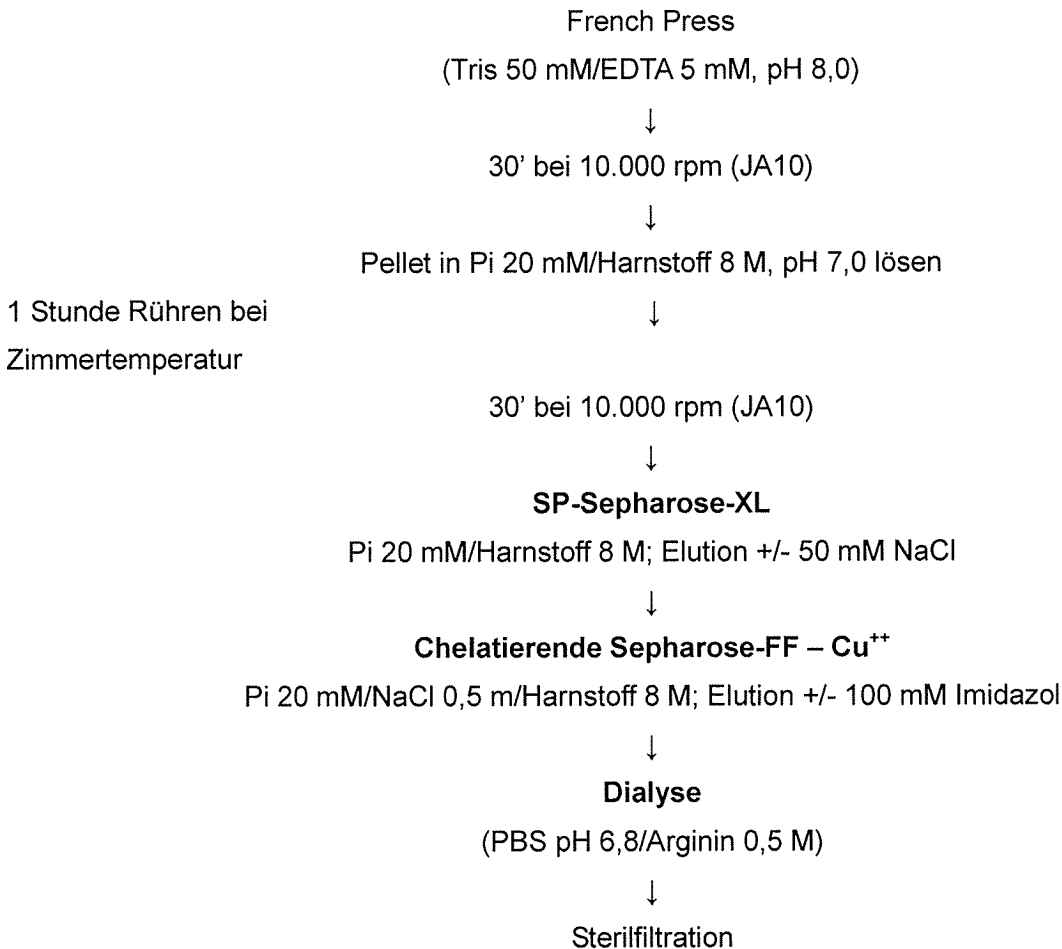 French Press
(Tris 50 mM/EDTA 5 mM, pH 8,0)
↓
30’ bei 10.000 rpm (JA10)
↓
Pellet in Pi 20 mM/Harnstoff 8 M, pH 7,0 lösen
1 Stunde Rühren bei ↓
Zimmertemperatur
30’ bei 10.000 rpm (JA10)
↓
SP-Sepharose-XL
Pi 20 mM/Harnstoff 8 M; Elution +/- 50 mM NaCl
↓
Chelatierende Sepharose-FF – Cu⁺⁺
Pi 20 mM/NaCl 0,5 m/Harnstoff 8 M; Elution +/- 100 mM Imidazol
↓
Dialyse
(PBS pH 6,8/Arginin 0,5 M)
↓
Sterilfiltration